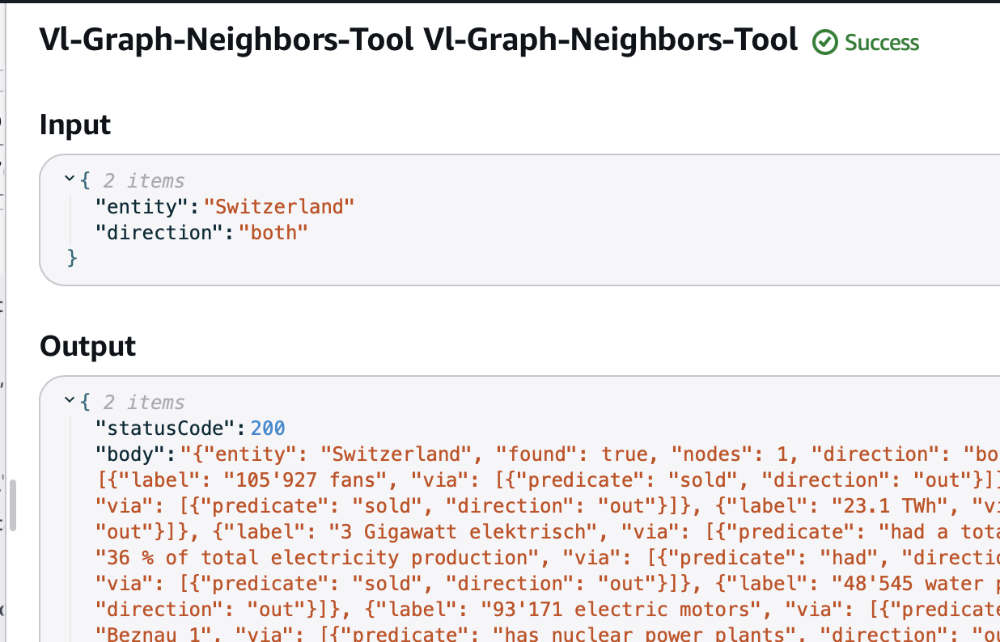 Vl-Graph-Neighbors-Tool Vl-Graph-Neighbors-Tool Success
Input
{ 2 items
"entity":"Switzerland"
"direction":"both"
}
Output
{ 2 items
"statusCode":200
"body":"{"entity": "Switzerland", "found": true, "nodes": 1, "direction": "bo
[{"label": "105'927 fans", "via": [{"predicate": "sold", "direction": "out"}]}
"via": [{"predicate": "sold", "direction": "out"}]}, {"label": "23.1 TWh", "vi
"out"}]}, {"label": "3 Gigawatt elektrisch", "via": [{"predicate": "had a tota
"36 % of total electricity production", "via": [{"predicate": "had", "directio
"via": [{"predicate": "sold", "direction": "out"}]}, {"label": "48'545 water p
"direction": "out"}]}, {"label": "93'171 electric motors", "via": [{"predicate
"Beznau 1", "via": [{"predicate": "has nuclear power plants", "direction": "ou